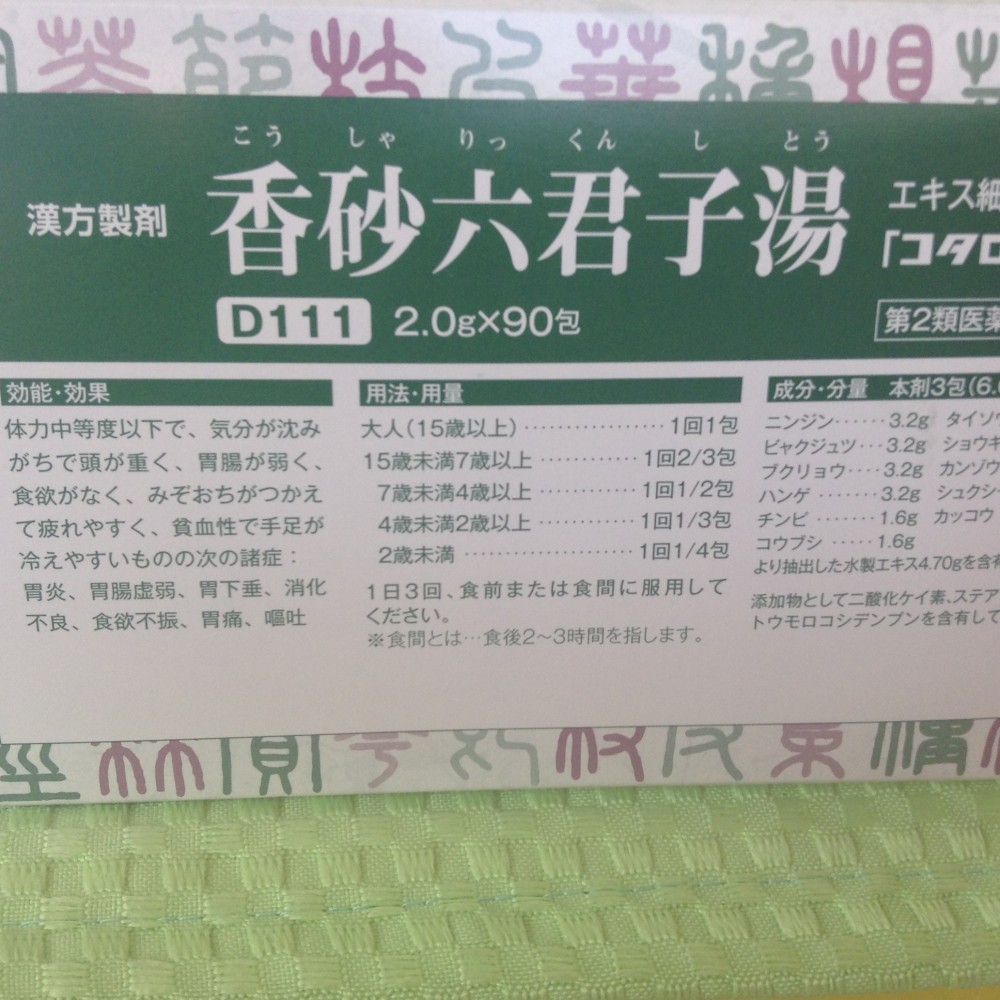 こう しゃ りっ くん し とう
漢方製剤 香砂六君子湯 エキス細
「コタロ
D111 2.0g×90包 第2類医薬
効能・効果
体力中等度以下で、気分が沈み
がちで頭が重く、胃腸が弱く、
食欲がなく、みぞおちがつかえ
て疲れやすく、貧血性で手足が
冷えやすいものの次の諸症：
胃炎、胃腸虚弱、胃下垂、消化
不良、食欲不振、胃痛、嘔吐
用法・用量
大人(15歳以上)‥‥‥‥‥‥‥1回1包
15歳未満7歳以上‥‥‥‥‥‥1回2/3包
7歳未満4歳以上‥‥‥‥‥‥1回1/2包
4歳未満2歳以上‥‥‥‥‥‥1回1/3包
2歳未満‥‥‥‥‥‥‥‥‥‥1回1/4包
1日3回、食前または食間に服用して
ください。
※食間とは…食後2〜3時間を指します。
成分・分量 本剤3包(6.0
ニンジン‥‥‥3.2g タイソウ
ビャクジュツ‥‥3.2g ショウキ
ブクリョウ‥‥3.2g カンゾウ
ハンゲ‥‥‥‥3.2g シュクシ
チンピ‥‥‥‥1.6g カッコウ
コウブシ‥‥‥1.6g
より抽出した水製エキス4.70gを含有
添加物として二酸化ケイ素、ステア
トウモロコシデンプンを含有して